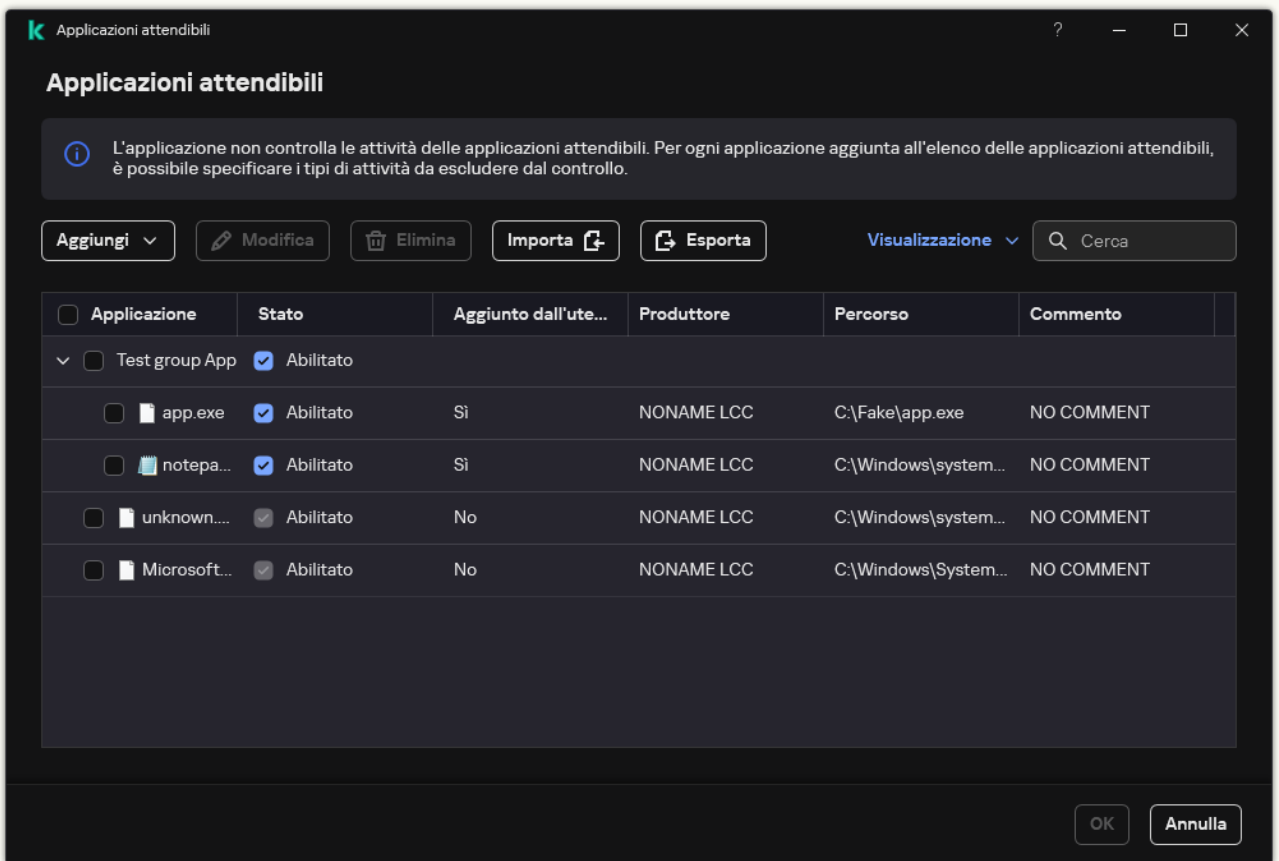 Applicazioni attendibili
Applicazioni attendibili
L'applicazione non controlla le attività delle applicazioni attendibili. Per ogni applicazione aggiunta all'elenco delle applicazioni attendibili,
è possibile specificare i tipi di attività da escludere dal controllo.
Aggiungi Modifica Elimina Importa Esporta Visualizzazione Cerca
Applicazione Stato Aggiunto dall'ute... Produttore Percorso Commento
Test group App Abilitato
app.exe Abilitato Sì NONAME LCC C:\Fake\app.exe NO COMMENT
notepa... Abilitato Sì NONAME LCC C:\Windows\system... NO COMMENT
unknown.... Abilitato No NONAME LCC C:\Windows\system... NO COMMENT
Microsoft... Abilitato No NONAME LCC C:\Windows\System... NO COMMENT
OK Annulla